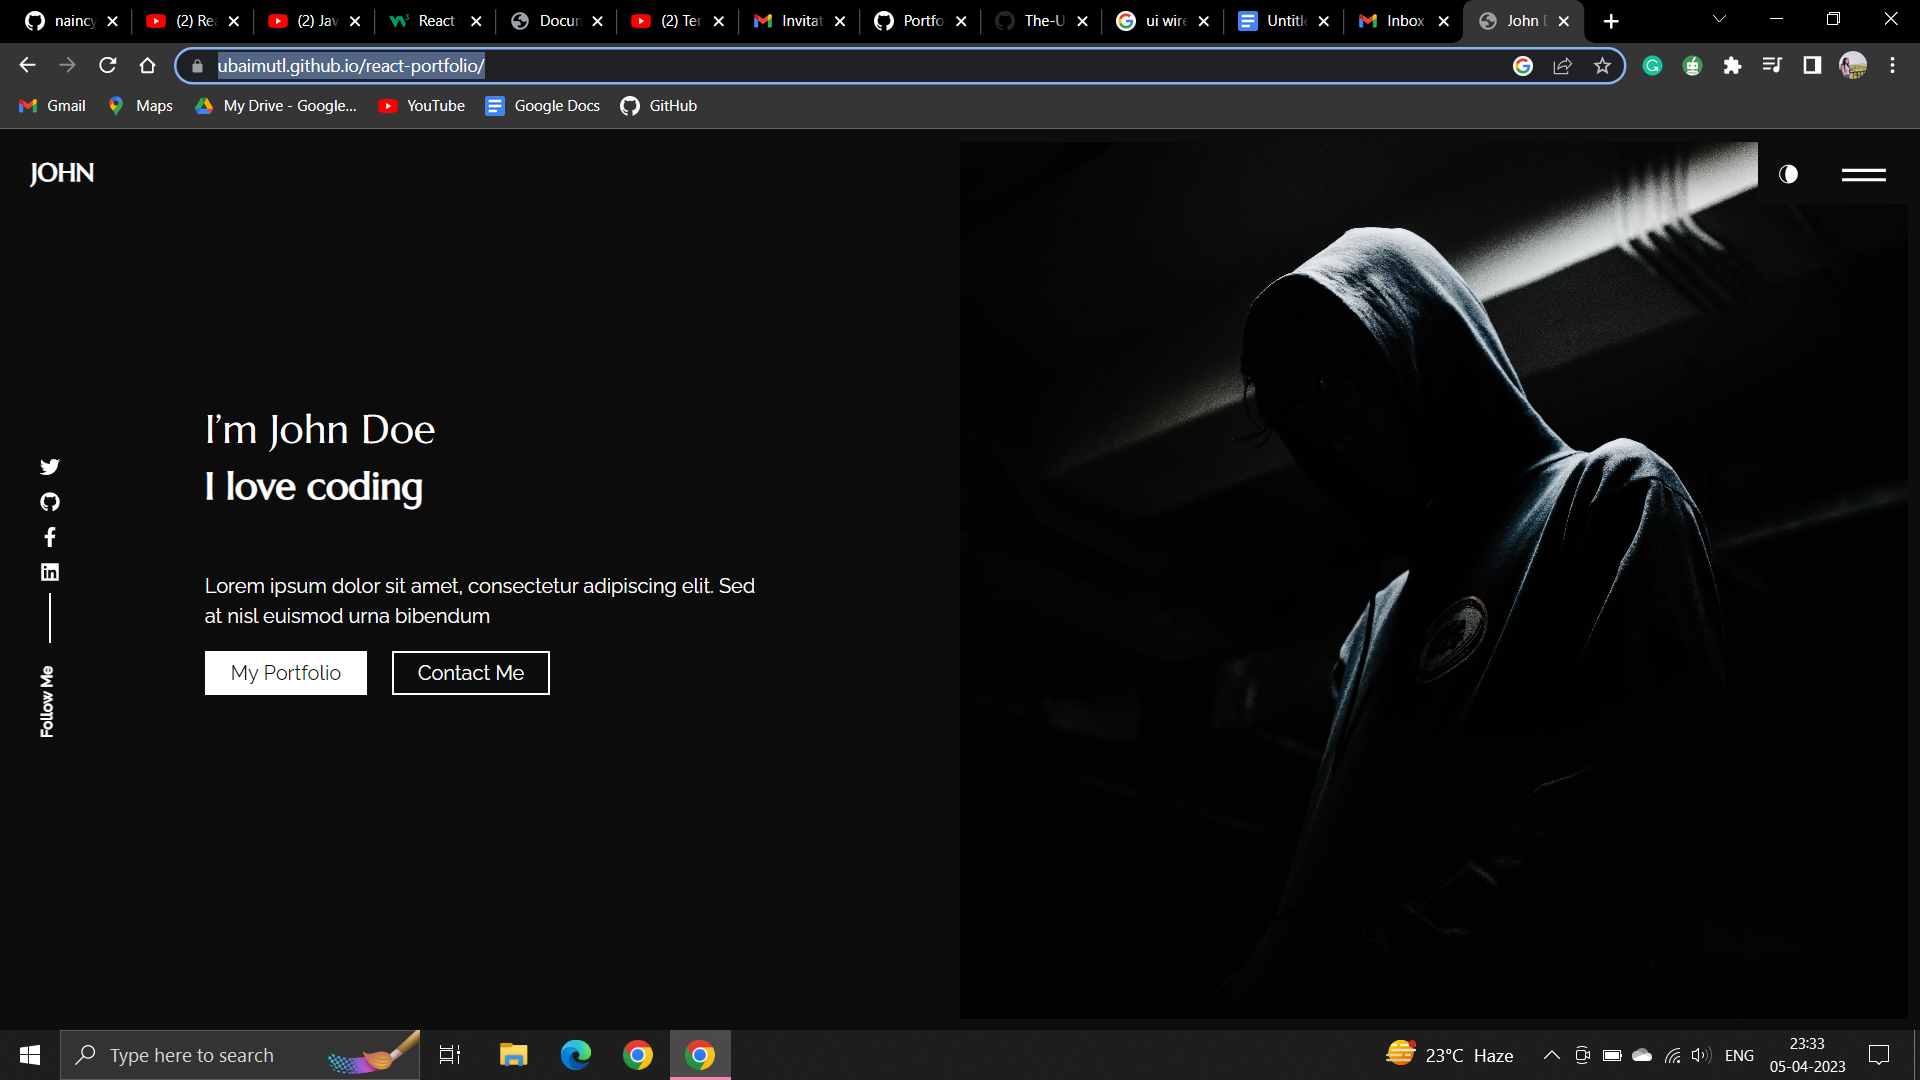 naincy
(2) Rea
(2) Jav
React
Docun
(2) Ter
Invitat
Portfo
The-U
ui wire
Untitle
Inbox
John D
ubaimutl.github.io/react-portfolio/
Gmail
Maps
My Drive - Google...
YouTube
Google Docs
GitHub
JOHN
I'm John Doe
I love coding
Lorem ipsum dolor sit amet, consectetur adipiscing elit. Sed
at nisl euismod urna bibendum
My Portfolio
Contact Me
Follow Me
Type here to search
23°C Haze
ENG
23:33
05-04-2023